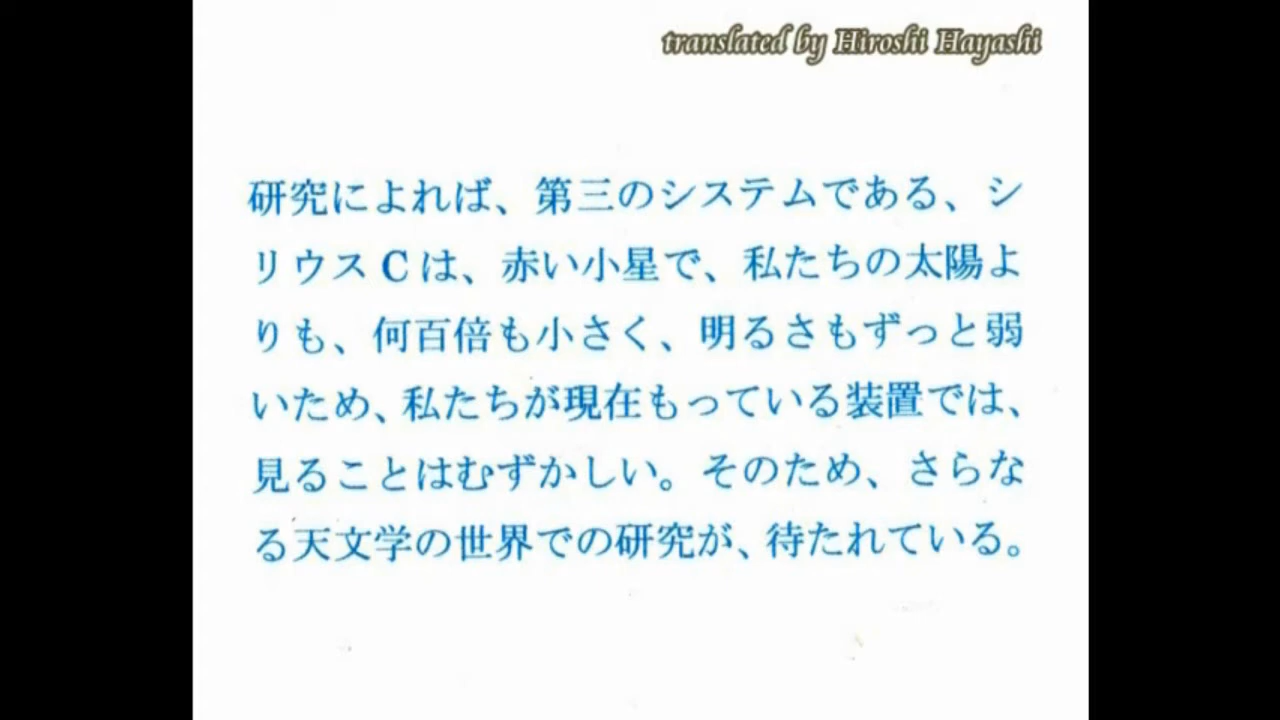 translated by Hiroshi Hayashi
研究によれば、第三のシステムである、シ
リウスCは、赤い小星で、私たちの太陽よ
りも、何百倍も小さく、明るさもずっと弱
いため、私たちが現在もっている装置では、
見ることはむずかしい。そのため、さらな
る天文学の世界での研究が、待たれている。